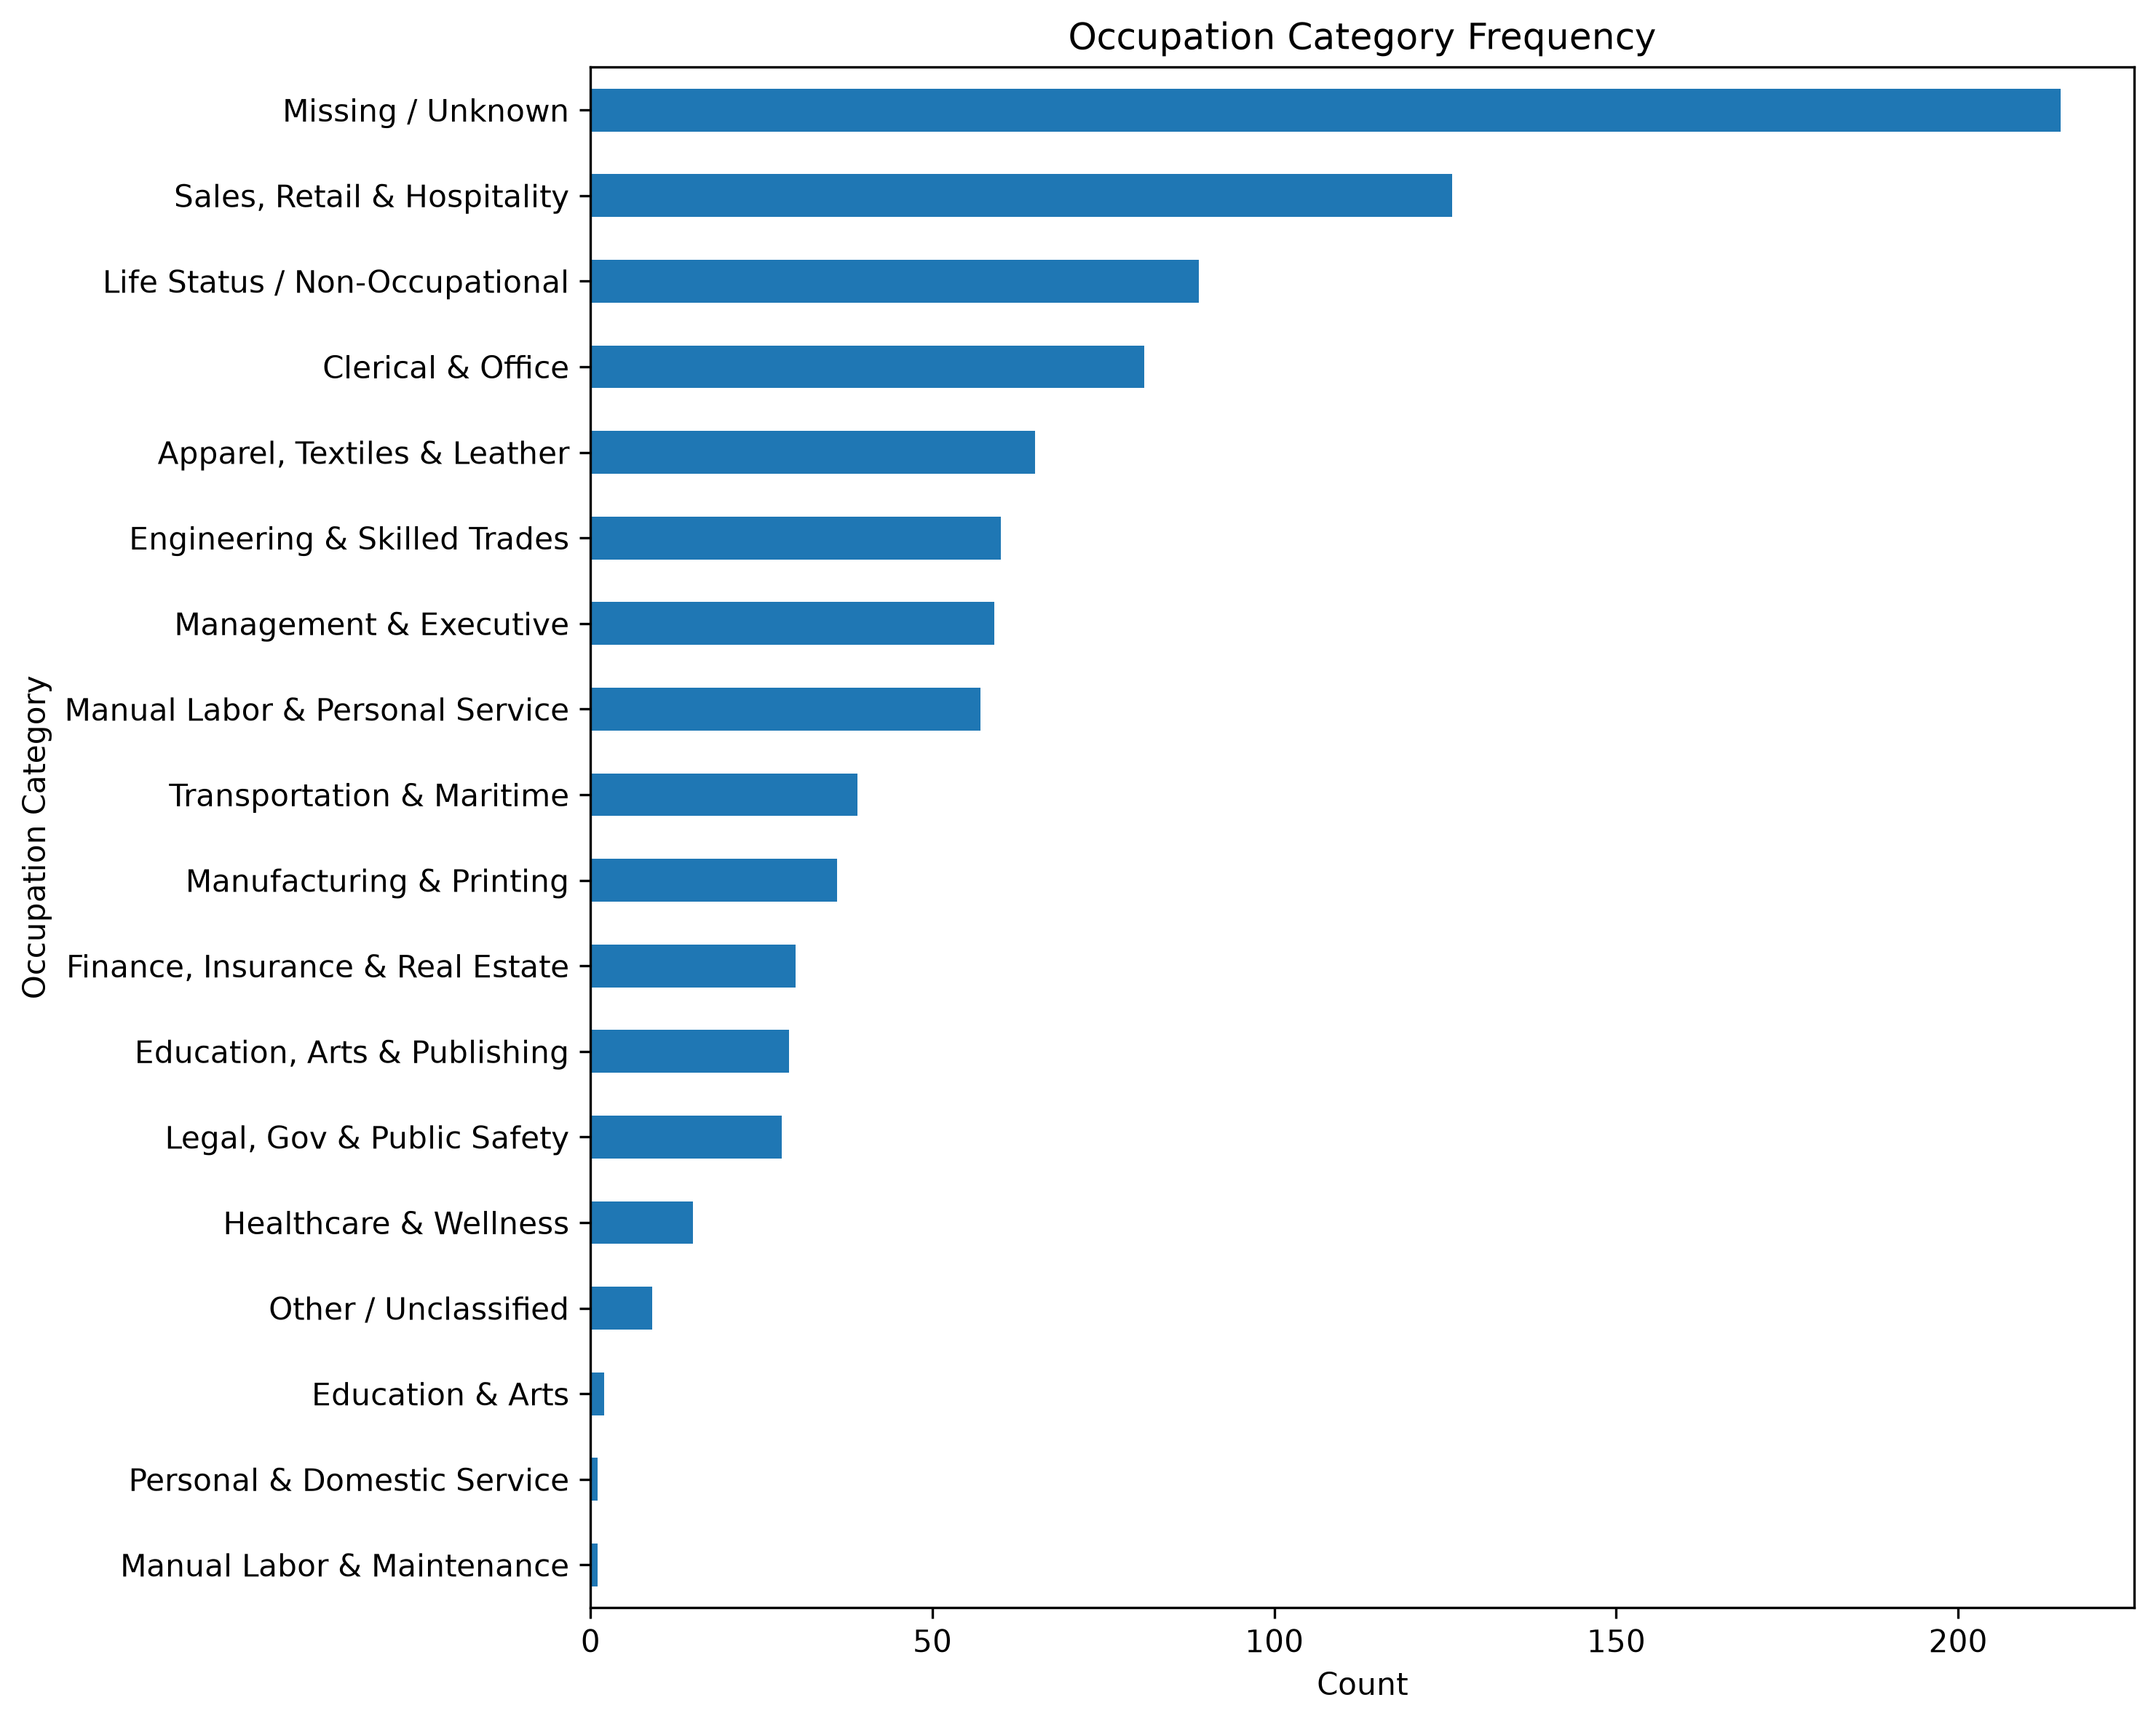 Occupation Category Frequency
Missing / Unknown
Sales, Retail & Hospitality
Life Status / Non-Occupational
Clerical & Office
Apparel, Textiles & Leather
Engineering & Skilled Trades
Management & Executive
Manual Labor & Personal Service
Transportation & Maritime
Manufacturing & Printing
Finance, Insurance & Real Estate
Education, Arts & Publishing
Legal, Gov & Public Safety
Healthcare & Wellness
Other / Unclassified
Education & Arts
Personal & Domestic Service
Manual Labor & Maintenance
Occupation Category
0 50 100 150 200
Count